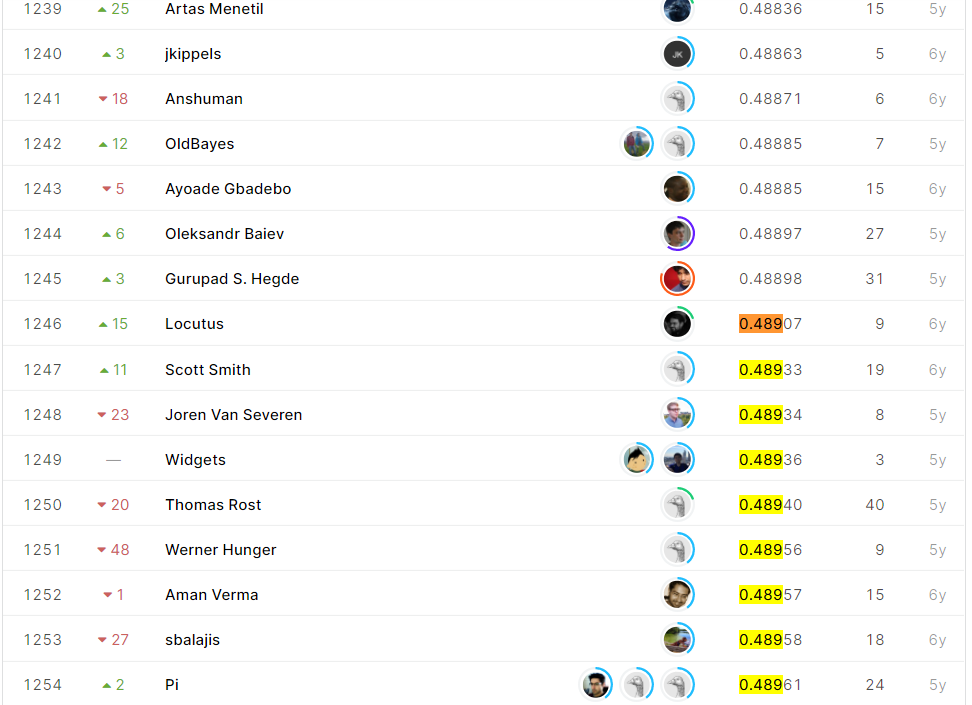 1239 25 Artas Menetil 0.48836 15 5y
1240 3 jkippels JK 0.48863 5 6y
1241 18 Anshuman 0.48871 6 6y
1242 12 OldBayes 0.48885 7 5y
1243 5 Ayoade Gbadebo 0.48885 15 6y
1244 6 Oleksandr Baiev 0.48897 27 5y
1245 3 Gurupad S. Hegde 0.48898 31 5y
1246 15 Locutus 0.48907 9 6y
1247 11 Scott Smith 0.48933 19 6y
1248 23 Joren Van Severen 0.48934 8 5y
1249 — Widgets 0.48936 3 5y
1250 20 Thomas Rost 0.48940 40 5y
1251 48 Werner Hunger 0.48956 9 5y
1252 1 Aman Verma 0.48957 15 6y
1253 27 sbalajis 0.48958 18 6y
1254 2 Pi 0.48961 24 5y